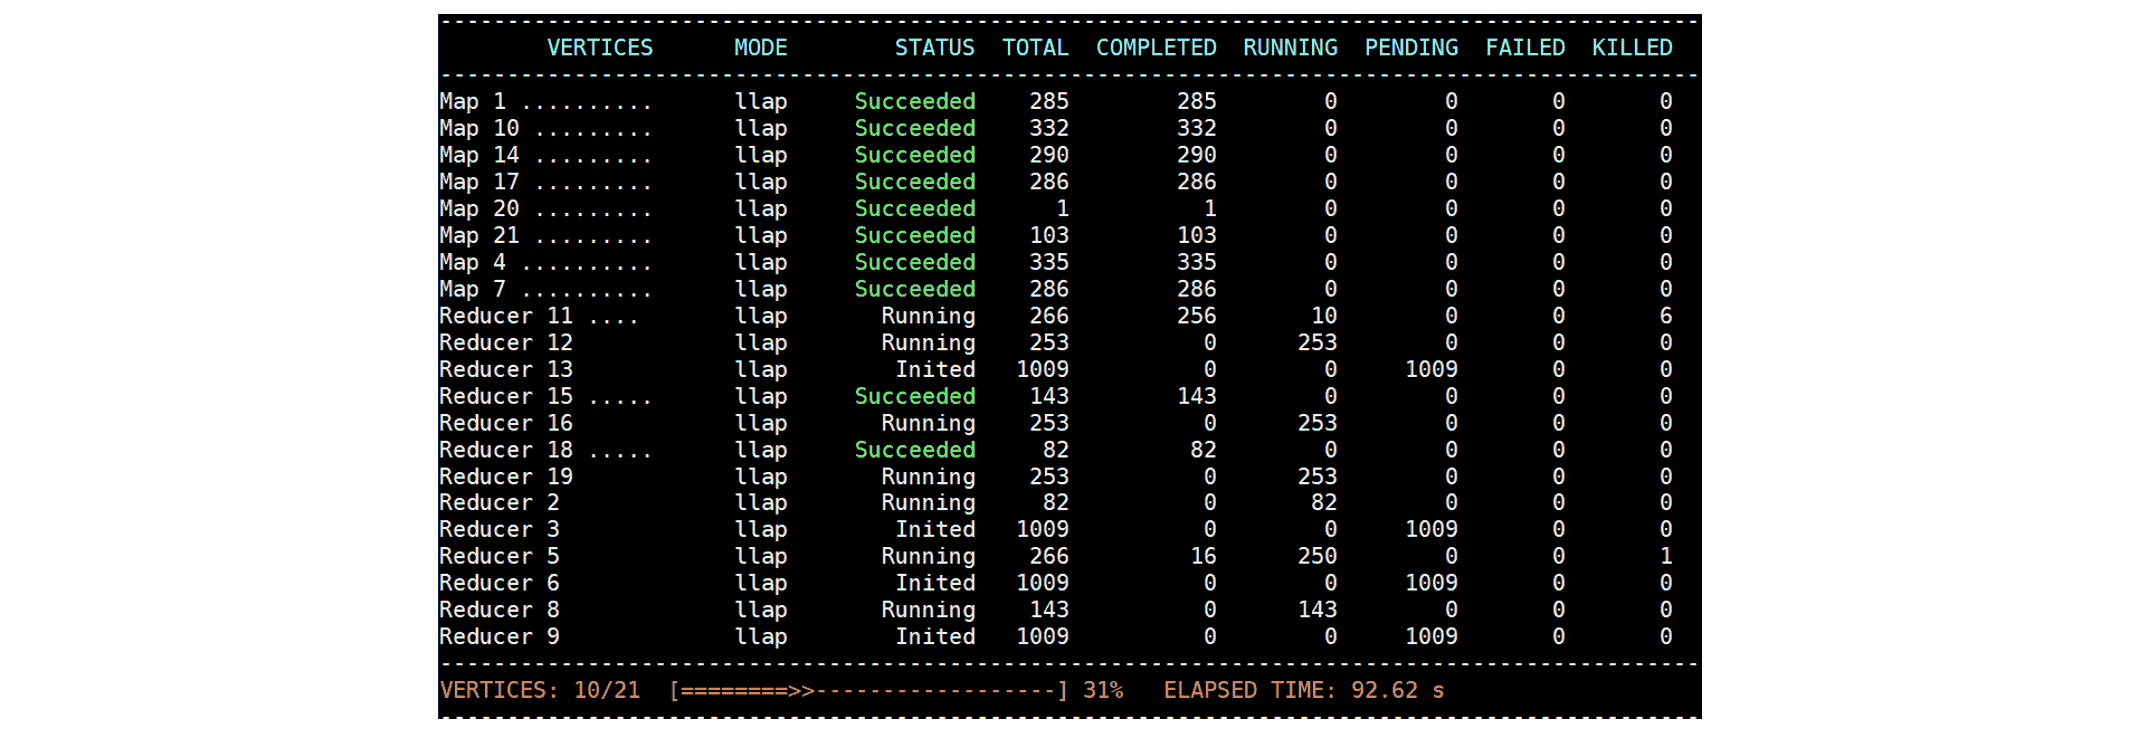 VERTICES MODE STATUS TOTAL COMPLETED RUNNING PENDING FAILED KILLED
Map 1 .......... llap Succeeded 285 285 0 0 0 0
Map 10 ......... llap Succeeded 332 332 0 0 0 0
Map 14 ......... llap Succeeded 290 290 0 0 0 0
Map 17 ......... llap Succeeded 286 286 0 0 0 0
Map 20 ......... llap Succeeded 1 1 0 0 0 0
Map 21 ......... llap Succeeded 103 103 0 0 0 0
Map 4 .......... llap Succeeded 335 335 0 0 0 0
Map 7 .......... llap Succeeded 286 286 0 0 0 0
Reducer 11 .... llap Running 266 256 10 0 0 6
Reducer 12 llap Running 253 0 253 0 0 0
Reducer 13 llap Inited 1009 0 0 1009 0 0
Reducer 15 ..... llap Succeeded 143 143 0 0 0 0
Reducer 16 llap Running 253 0 253 0 0 0
Reducer 18 ..... llap Succeeded 82 82 0 0 0 0
Reducer 19 llap Running 253 0 253 0 0 0
Reducer 2 llap Running 82 0 82 0 0 0
Reducer 3 llap Inited 1009 0 0 1009 0 0
Reducer 5 llap Running 266 16 250 0 0 1
Reducer 6 llap Inited 1009 0 0 1009 0 0
Reducer 8 llap Running 143 0 143 0 0 0
Reducer 9 llap Inited 1009 0 0 1009 0 0
VERTICES: 10/21 [========>>------------------] 31% ELAPSED TIME: 92.62 s